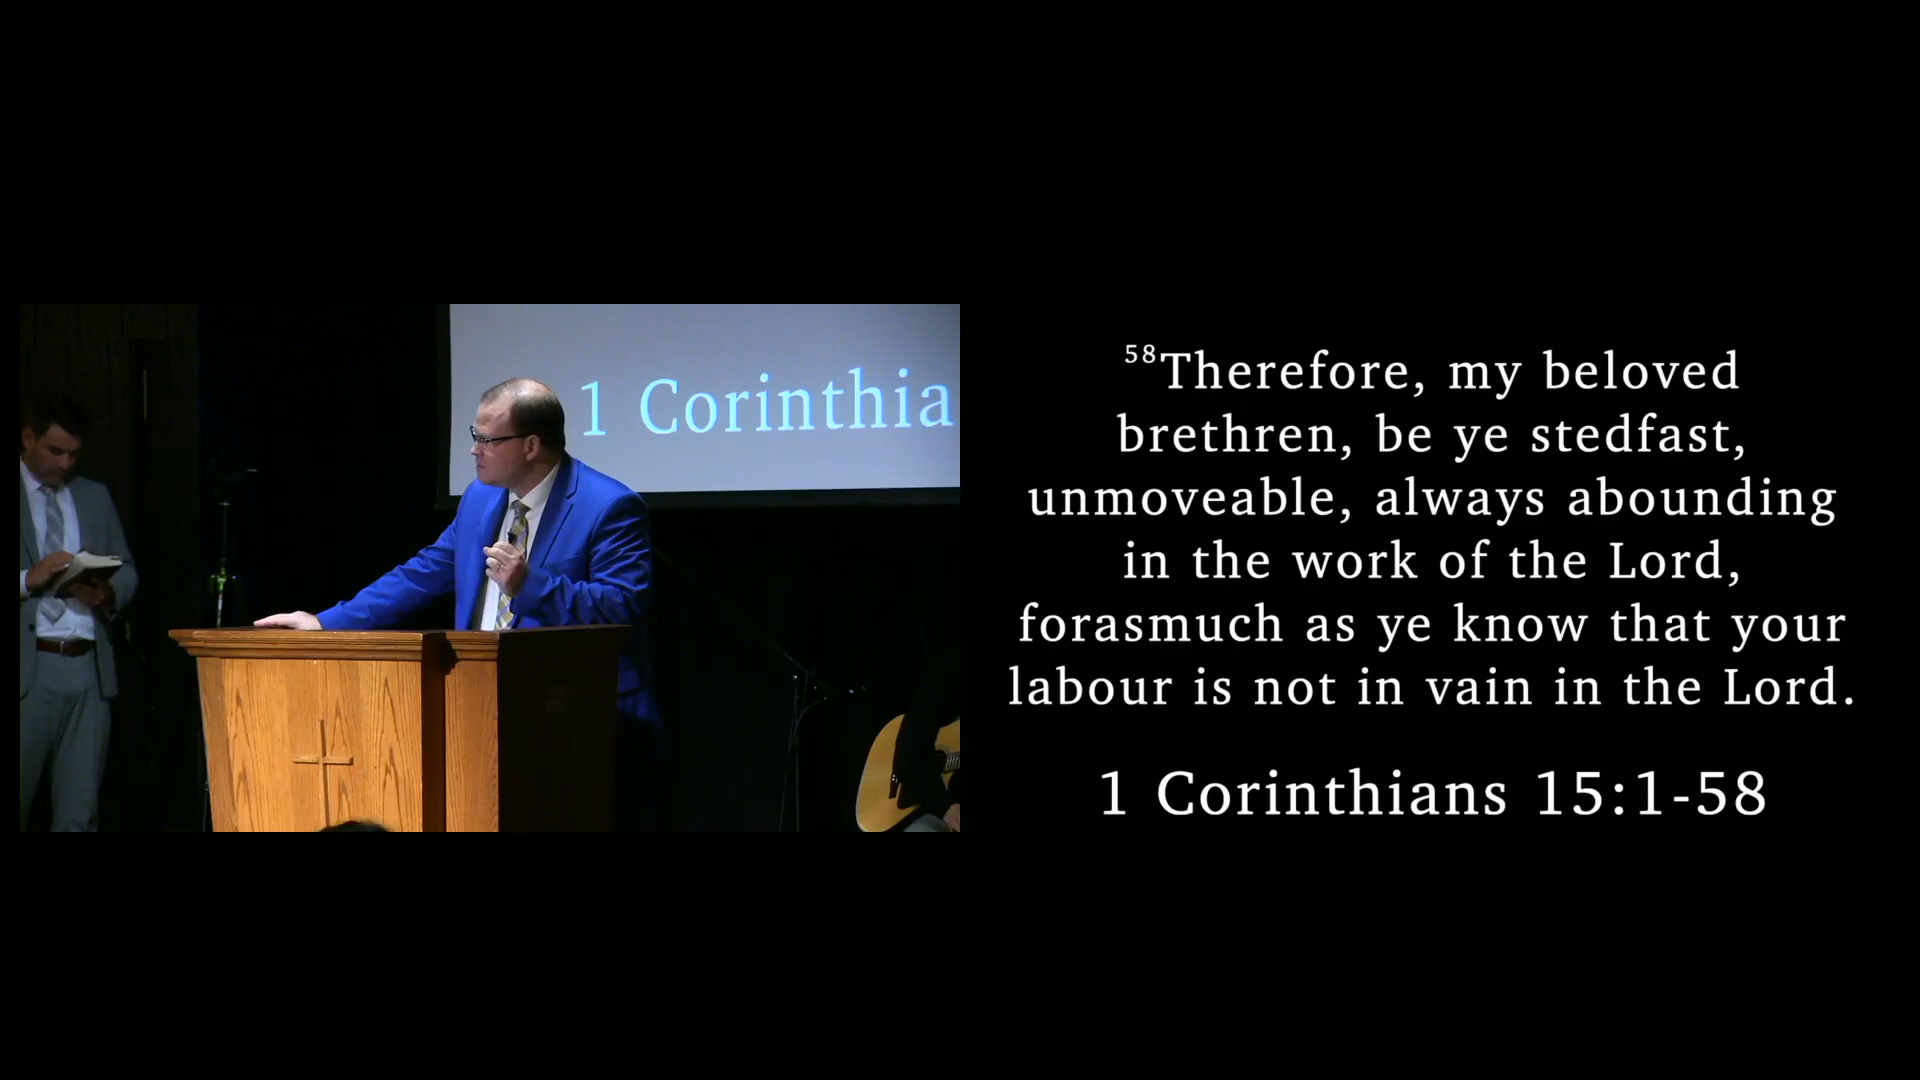 1 Corinthia
⁵⁸Therefore, my beloved
brethren, be ye stedfast,
unmoveable, always abounding
in the work of the Lord,
forasmuch as ye know that your
labour is not in vain in the Lord.
1 Corinthians 15:1-58